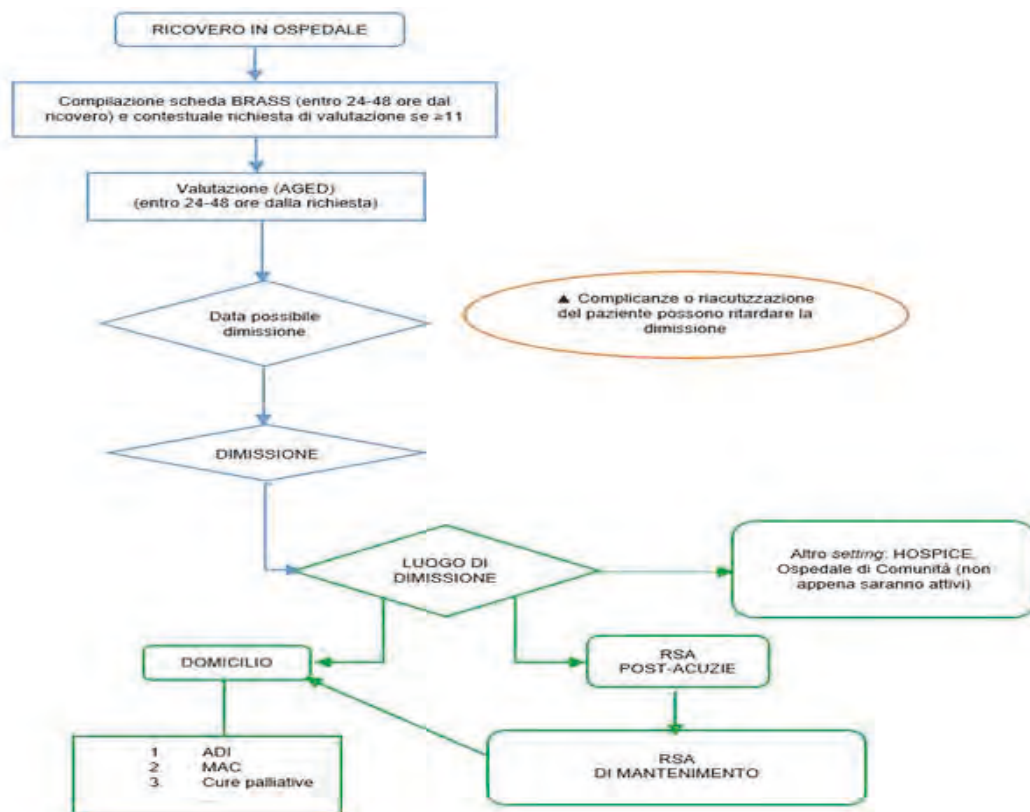 RICOVERO IN OSPEDALE
Compilazione scheda BRASS (entro 24-48 ore dal
ricovero) e contestuale richiesta di valutazione se ≥11
Valutazione (AGED)
(entro 24-48 ore dalla richiesta)
Data possibile
dimissione
▲ Complicanze o riacutizzazione
del paziente possono ritardare la
dimissione
DIMISSIONE
LUOGO DI
DIMISSIONE
Altro setting: HOSPICE,
Ospedale di Comunità (non
appena saranno attivi)
DOMICILIO
RSA
POST-ACUZIE
1 ADI
2. MAC
3. Cure palliative
RSA
DI MANTENIMENTO